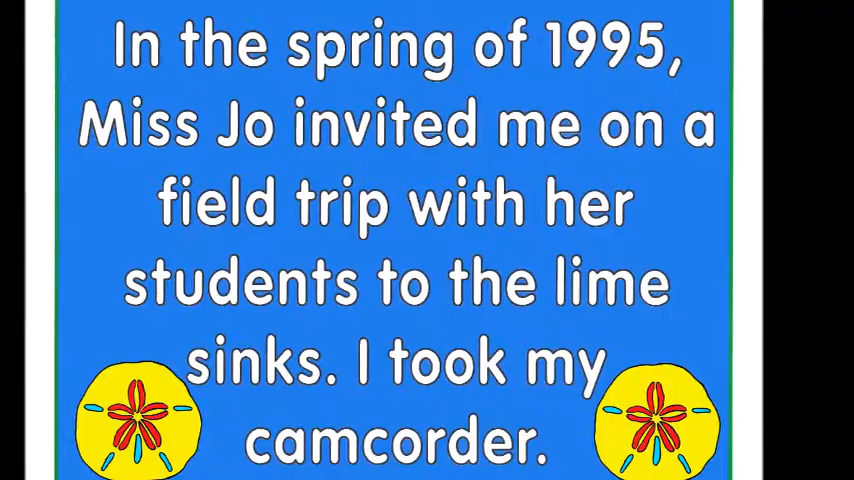 In the spring of 1995,
Miss Jo invited me on a
field trip with her
students to the lime
sinks. I took my
camcorder.